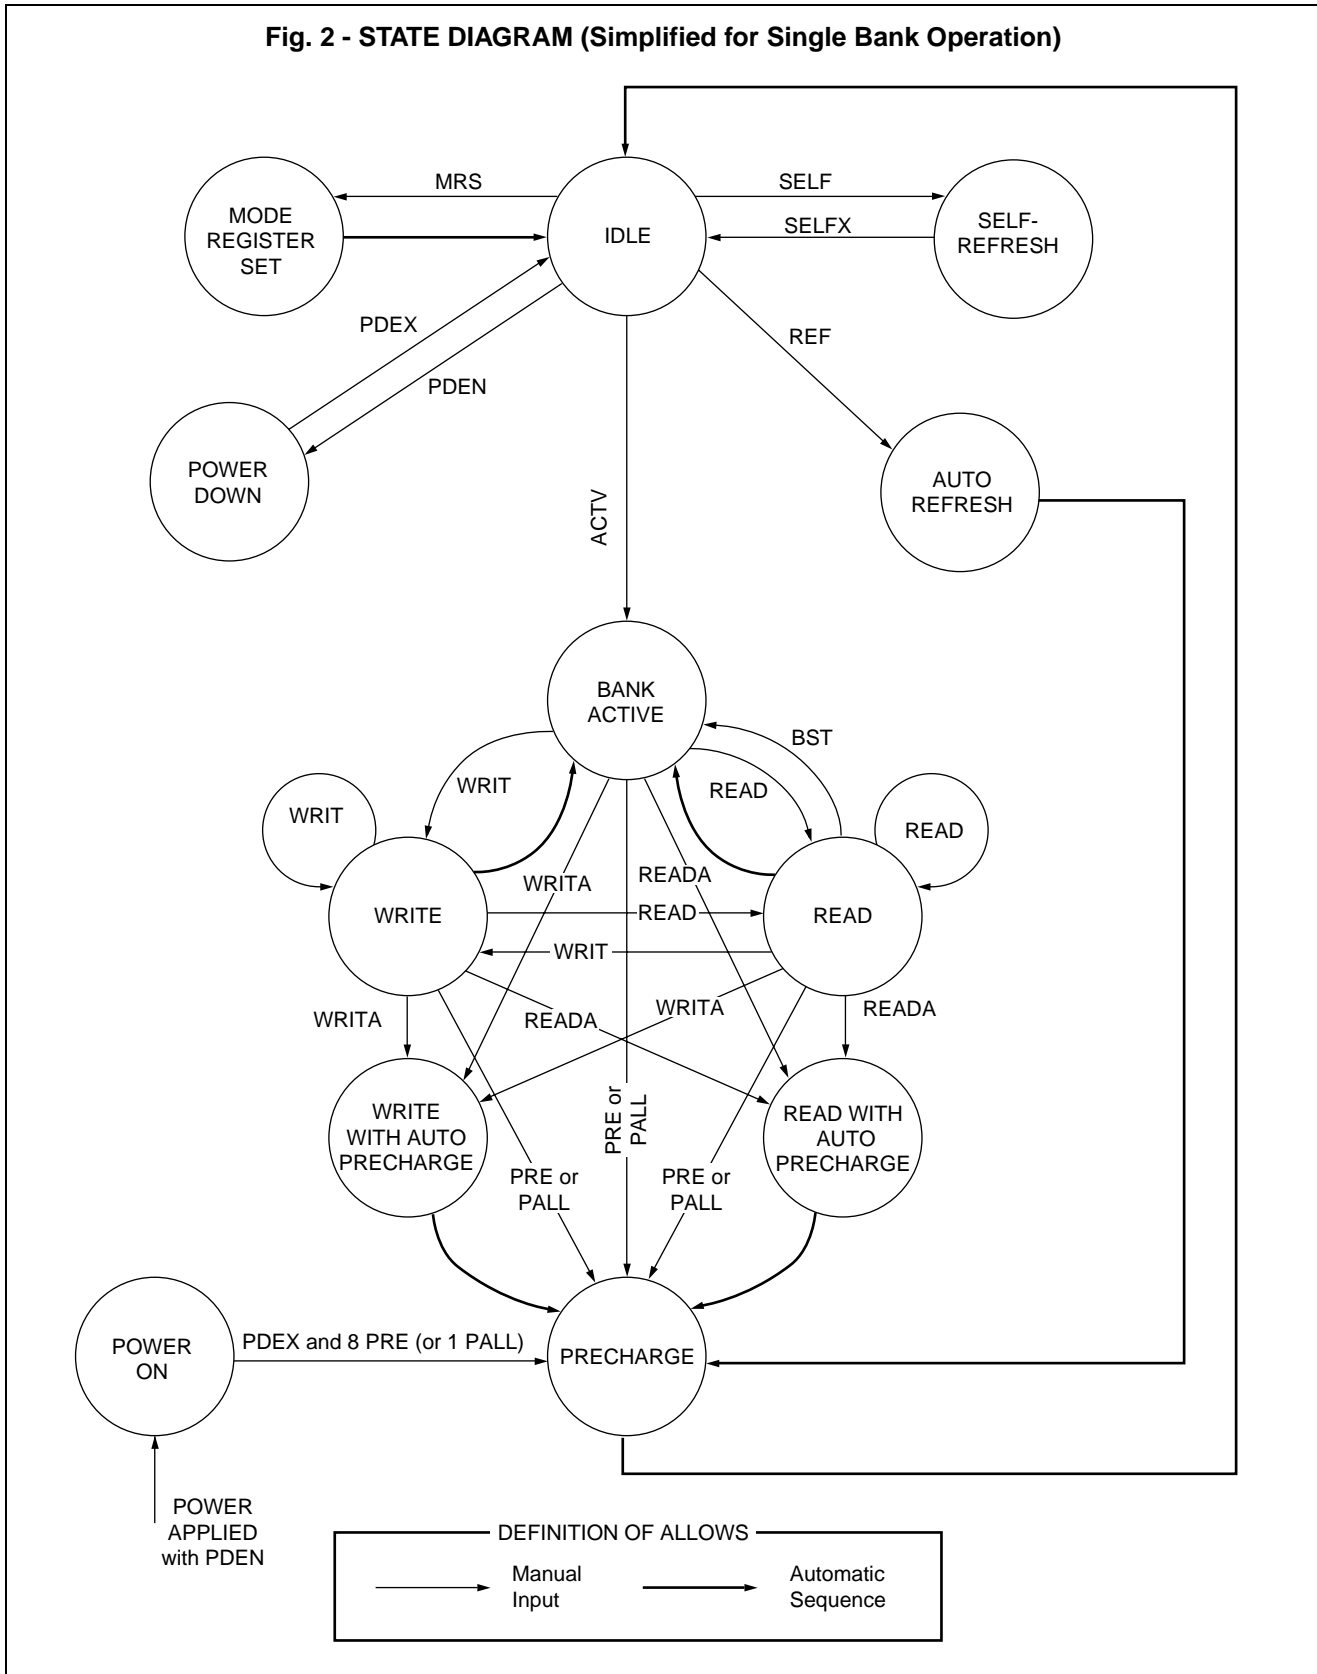 Fig. 2 - STATE DIAGRAM (Simplified for Single Bank Operation)
MRS
SELF
MODE
REGISTER
SET
IDLE
SELFX
SELF-
REFRESH
PDEX
REF
PDEN
POWER
DOWN
AUTO
REFRESH
ACTV
BANK
ACTIVE
BST
WRIT
READ
WRIT
READ
WRITA
READA
WRITE
READ
READ
WRIT
WRITA
READA
WRITA
READA
WRITE
WITH AUTO
PRECHARGE
PRE or
PALL
READ WITH
AUTO
PRECHARGE
PRE or
PALL
PRE or
PALL
POWER
ON
PDEX and 8 PRE (or 1 PALL)
PRECHARGE
POWER
APPLIED
with PDEN
DEFINITION OF ALLOWS
Manual
Input
Automatic
Sequence